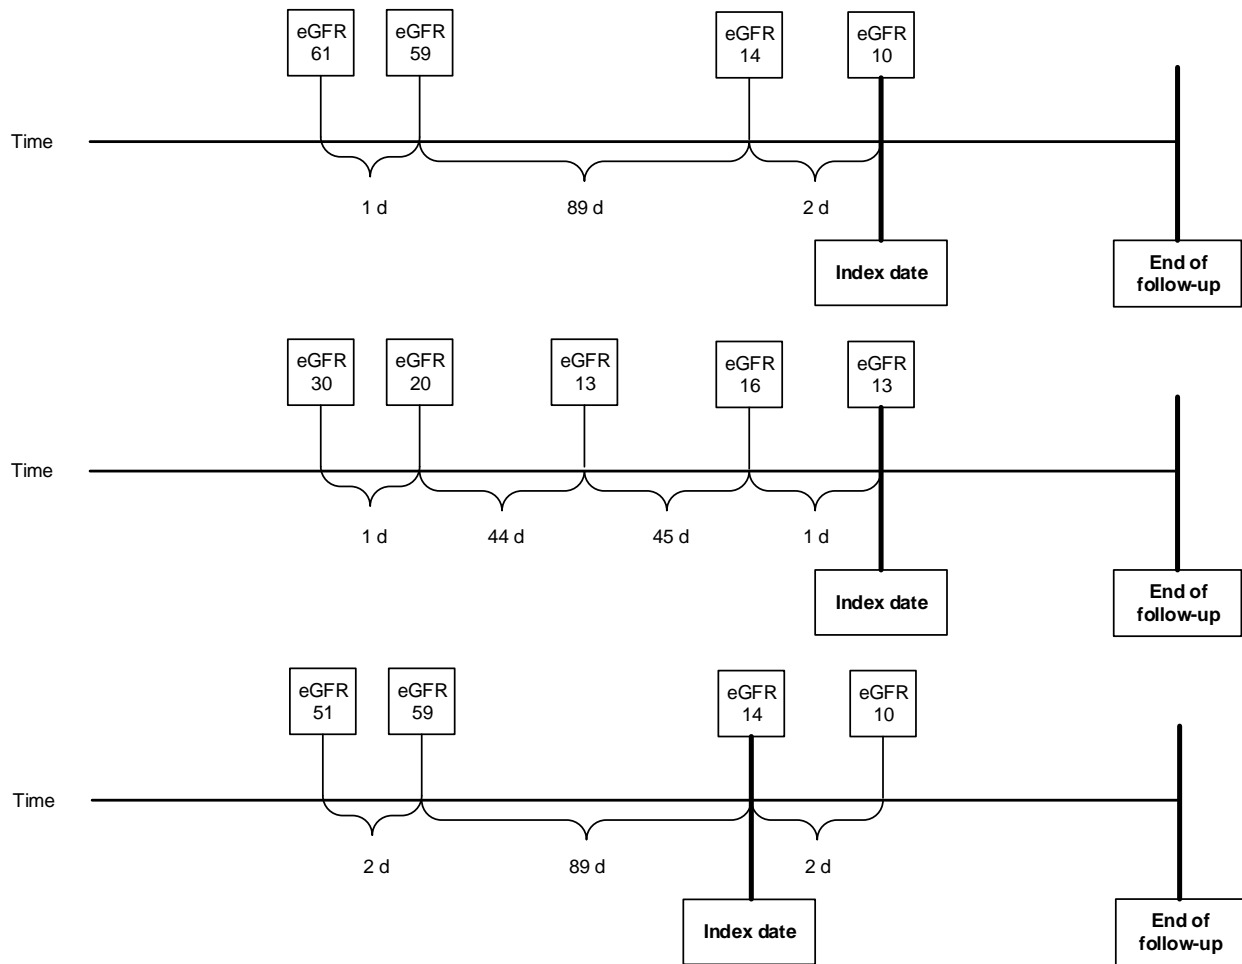 eGFR
61
eGFR
59
eGFR
14
eGFR
10
Time
1 d
89 d
2 d
Index date
End of
follow-up
eGFR
30
eGFR
20
eGFR
13
eGFR
16
eGFR
13
Time
1 d
44 d
45 d
1 d
Index date
End of
follow-up
eGFR
51
eGFR
59
eGFR
14
eGFR
10
Time
2 d
89 d
2 d
Index date
End of
follow-up